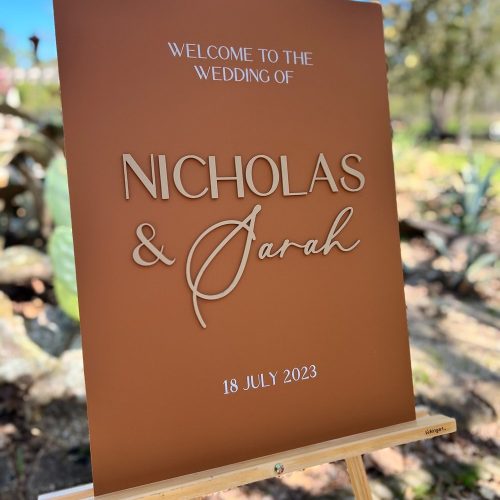 WELCOME TO THE
WEDDING OF
NICHOLAS
& Sarah
18 JULY 2023